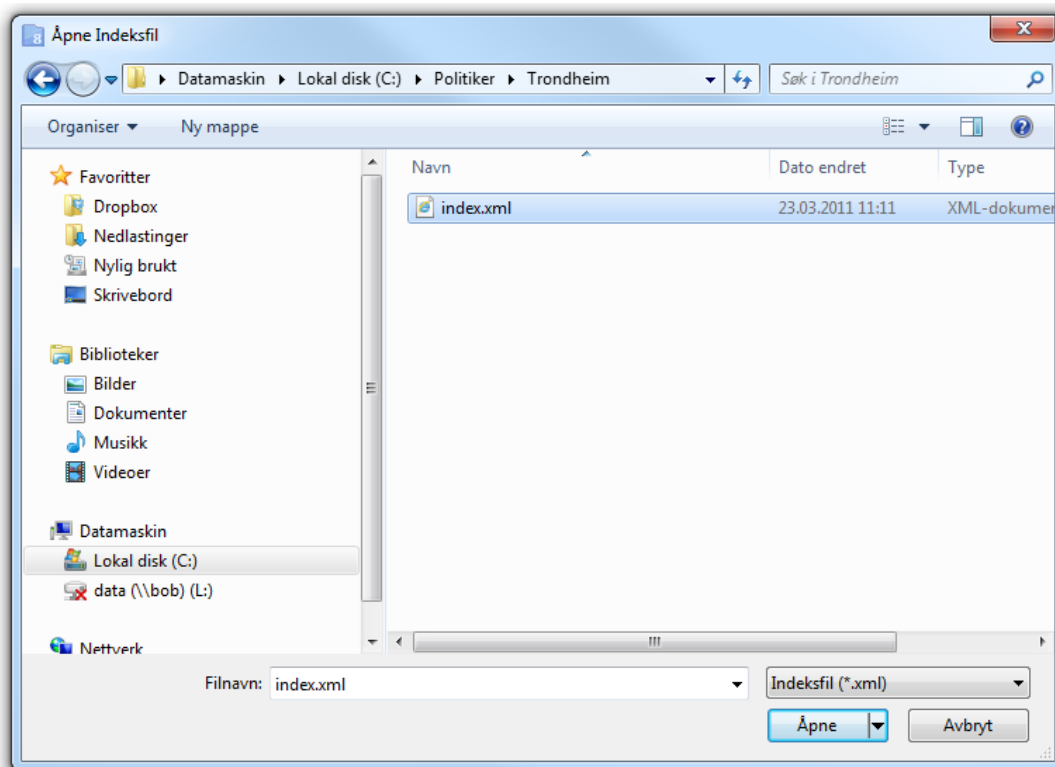 Åpne Indeksfil
Datamaskin Lokal disk (C:) Politiker Trondheim
Søk i Trondheim
Organiser Ny mappe
Favoritter
Dropbox
Nedlastinger
Nylig brukt
Skrivebord
Biblioteker
Bilder
Dokumenter
Musikk
Videoer
Datamaskin
Lokal disk (C:)
data (\\bob) (L:)
Nettverk
Navn Dato endret Type
index.xml 23.03.2011 11:11 XML-dokumen
Filnavn: index.xml Indeksfil (*.xml)
Åpne Avbryt